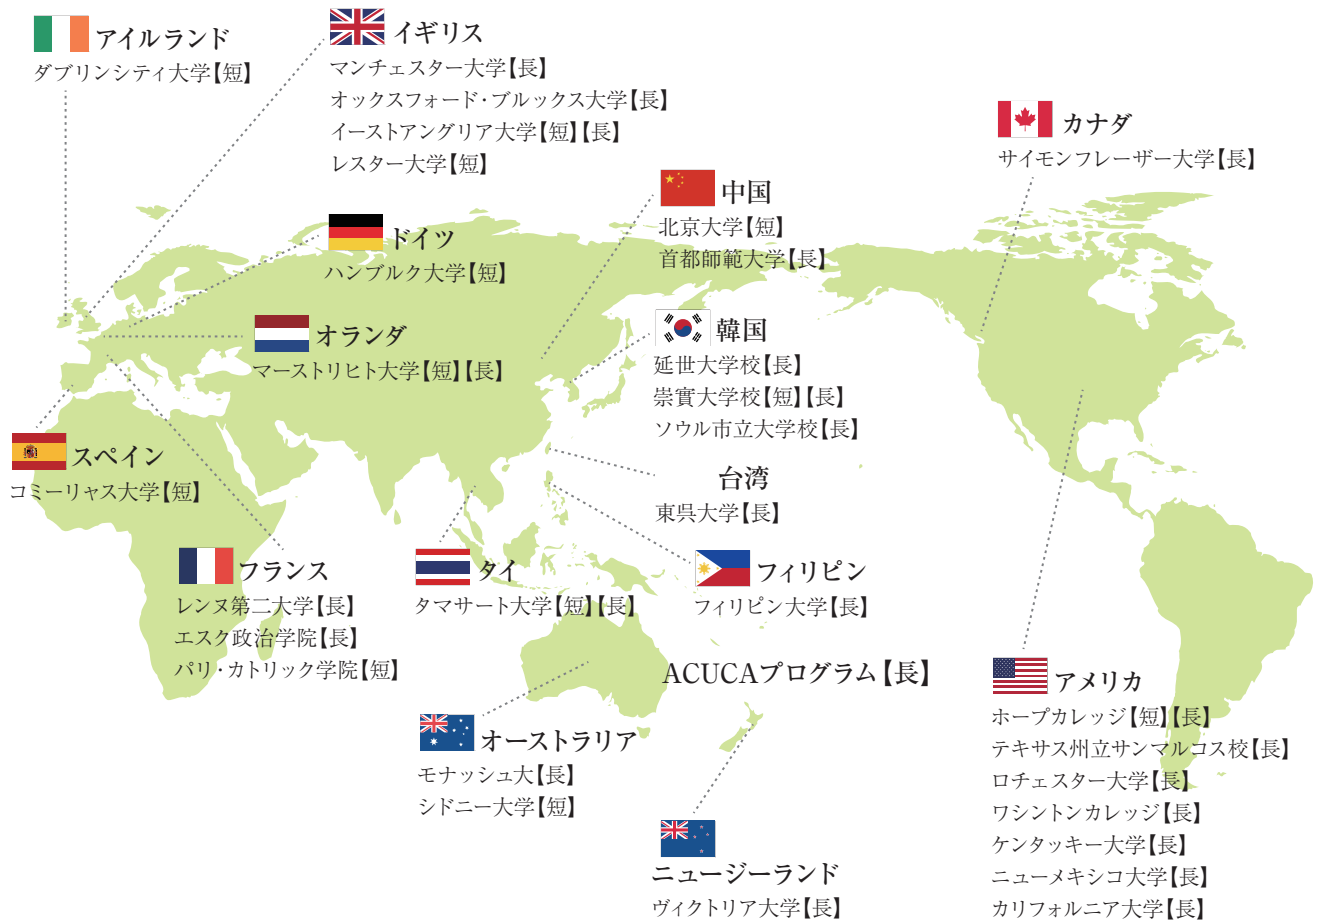 アイルランド
ダブリンシティ大学【短】
イギリス
マンチェスター大学【長】
オックスフォード・ブルックス大学【長】
イーストアングリア大学【短】【長】
レスター大学【短】
カナダ
サイモンフレーザー大学【長】
中国
北京大学【短】
首都師範大学【長】
ドイツ
ハンブルク大学【短】
オランダ
マーストリヒト大学【短】【長】
韓国
延世大学校【長】
崇實大学校【短】【長】
ソウル市立大学校【長】
スペイン
コミーリャス大学【短】
台湾
東呉大学【長】
フランス
レンヌ第二大学【長】
エスク政治学院【長】
パリ・カトリック学院【短】
タイ
タマサート大学【短】【長】
フィリピン
フィリピン大学【長】
ACUCAプログラム【長】
オーストラリア
モナッシュ大【長】
シドニー大学【短】
ニュージーランド
ヴィクトリア大学【長】
アメリカ
ホープカレッジ【短】【長】
テキサス州立サンマルコス校【長】
ロチェスター大学【長】
ワシントンカレッジ【長】
ケンタッキー大学【長】
ニューメキシコ大学【長】
カリフォルニア大学【長】